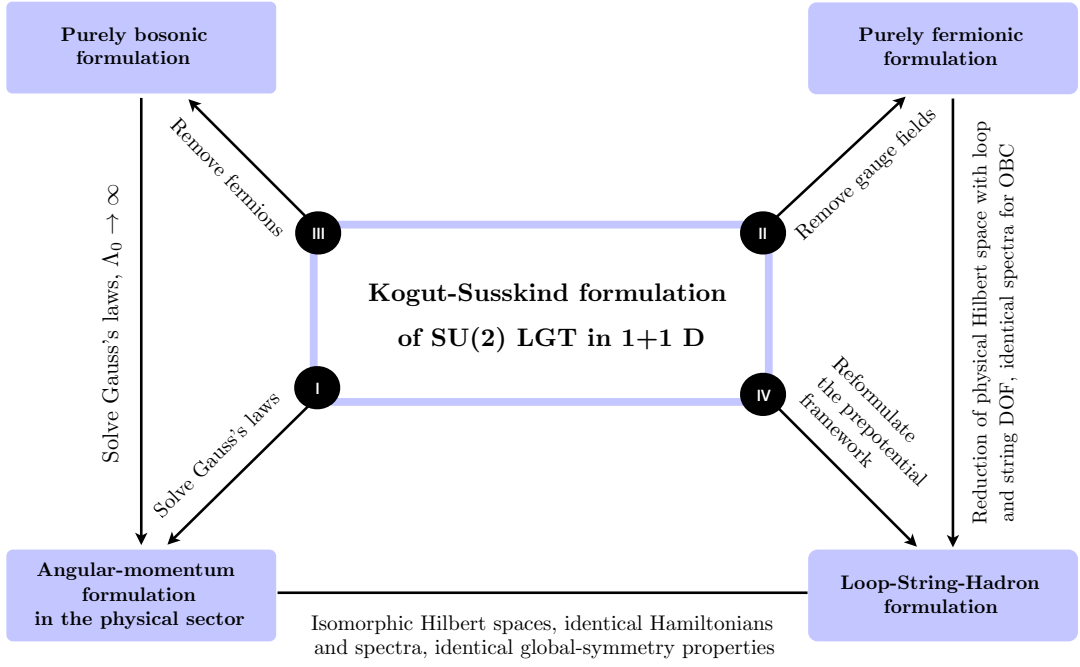 Purely bosonic
formulation
Purely fermionic
formulation
Remove fermions
Remove gauge fields
Solve Gauss's laws, Λ₀ → ∞
Reduction of physical Hilbert space with loop
and string DOF, identical spectra for OBC
III
II
Kogut-Susskind formulation
of SU(2) LGT in 1+1 D
I
IV
Solve Gauss's laws
Reformulate
the prepotential
framework
Angular-momentum
formulation
in the physical sector
Loop-String-Hadron
formulation
Isomorphic Hilbert spaces, identical Hamiltonians
and spectra, identical global-symmetry properties